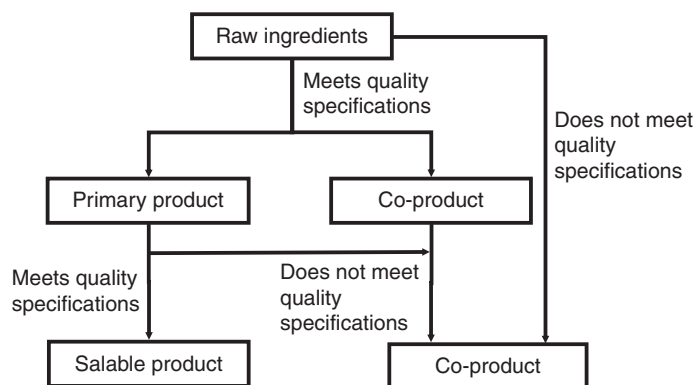 Raw ingredients
Meets quality
specifications
Does not meet
quality
specifications
Primary product
Co-product
Meets quality
specifications
Does not meet
quality
specifications
Salable product
Co-product